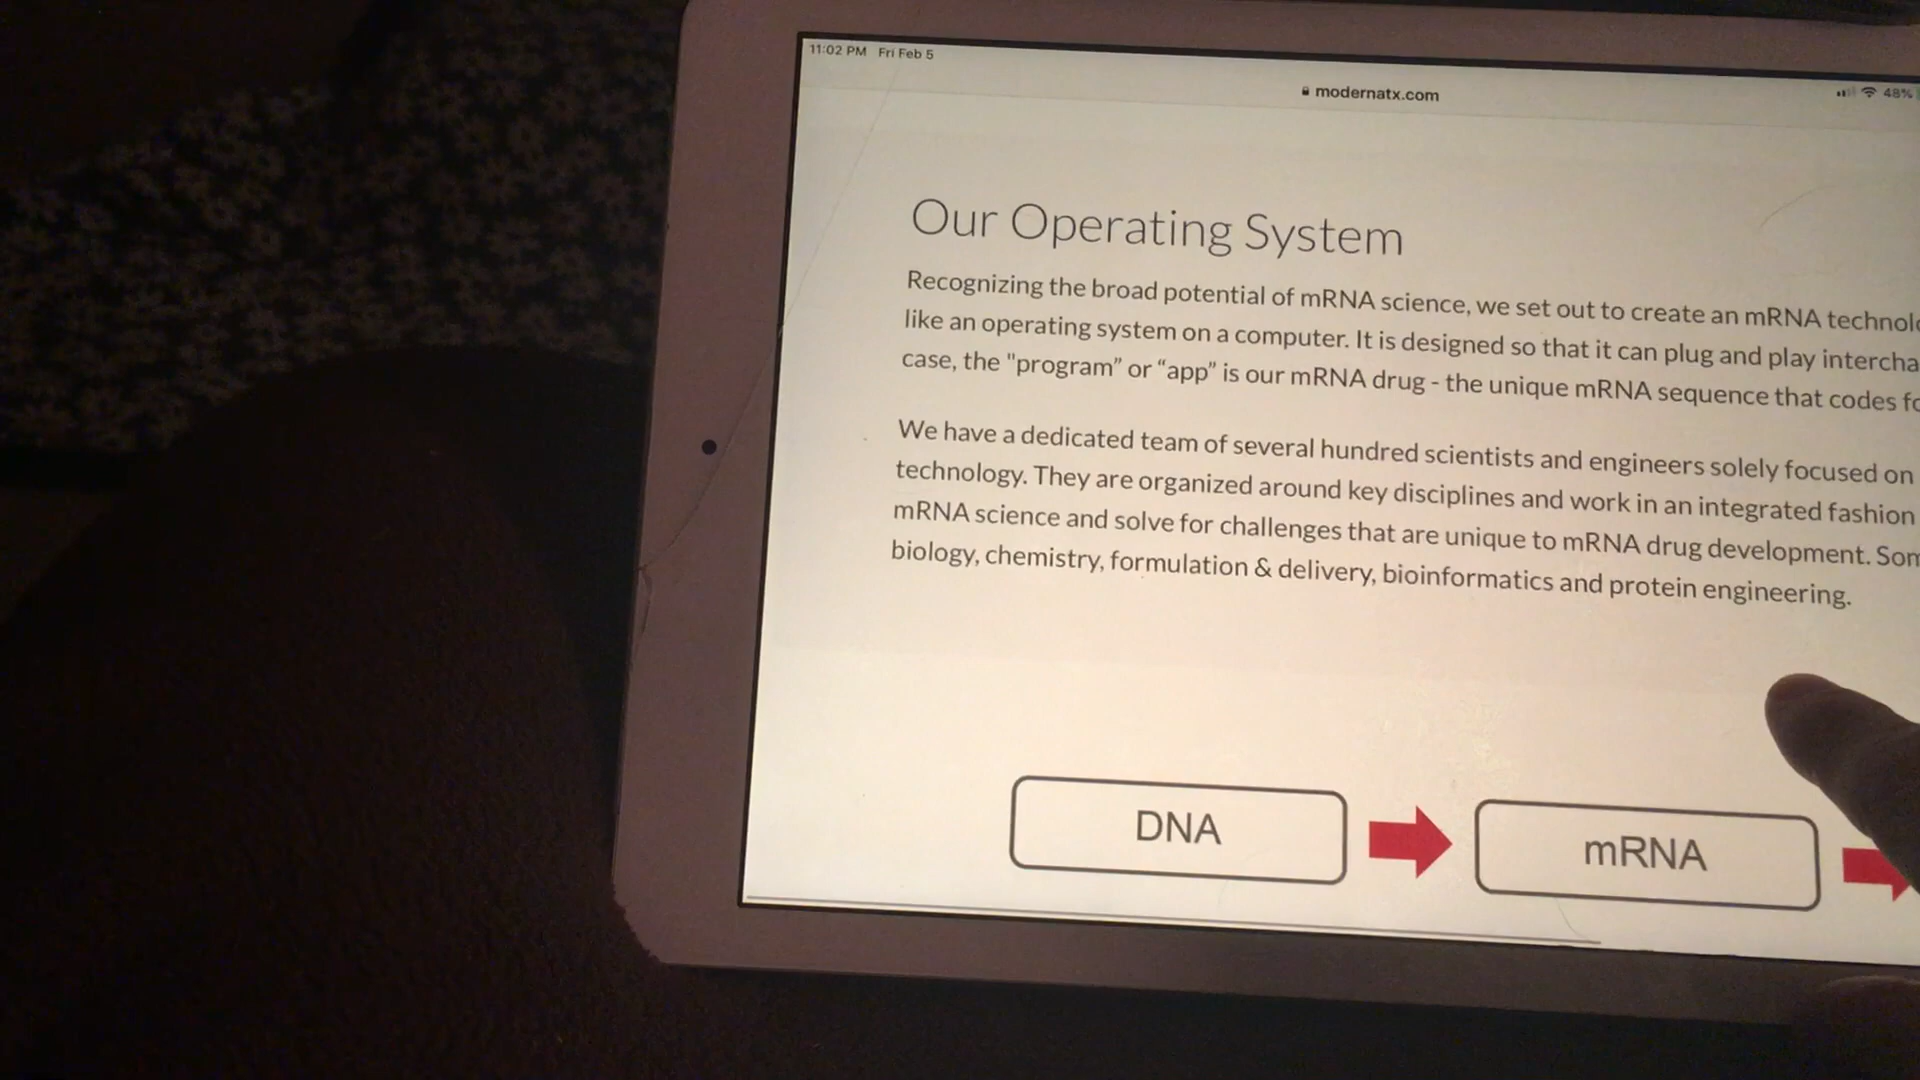 11:02 PM Fri Feb 5
modernatx.com
48%
Our Operating System
Recognizing the broad potential of mRNA science, we set out to create an mRNA
like an operating system on a computer. It is designed so that it can plug and play
case, the "program” or “app” is our mRNA drug - the unique mRNA sequence that codes
We have a dedicated team of several hundred scientists and engineers solely focused on
technology. They are organized around key disciplines and work in an integrated fashion
mRNA science and solve for challenges that are unique to mRNA drug development.
biology, chemistry, formulation & delivery, bioinformatics and protein engineering.
DNA
mRNA